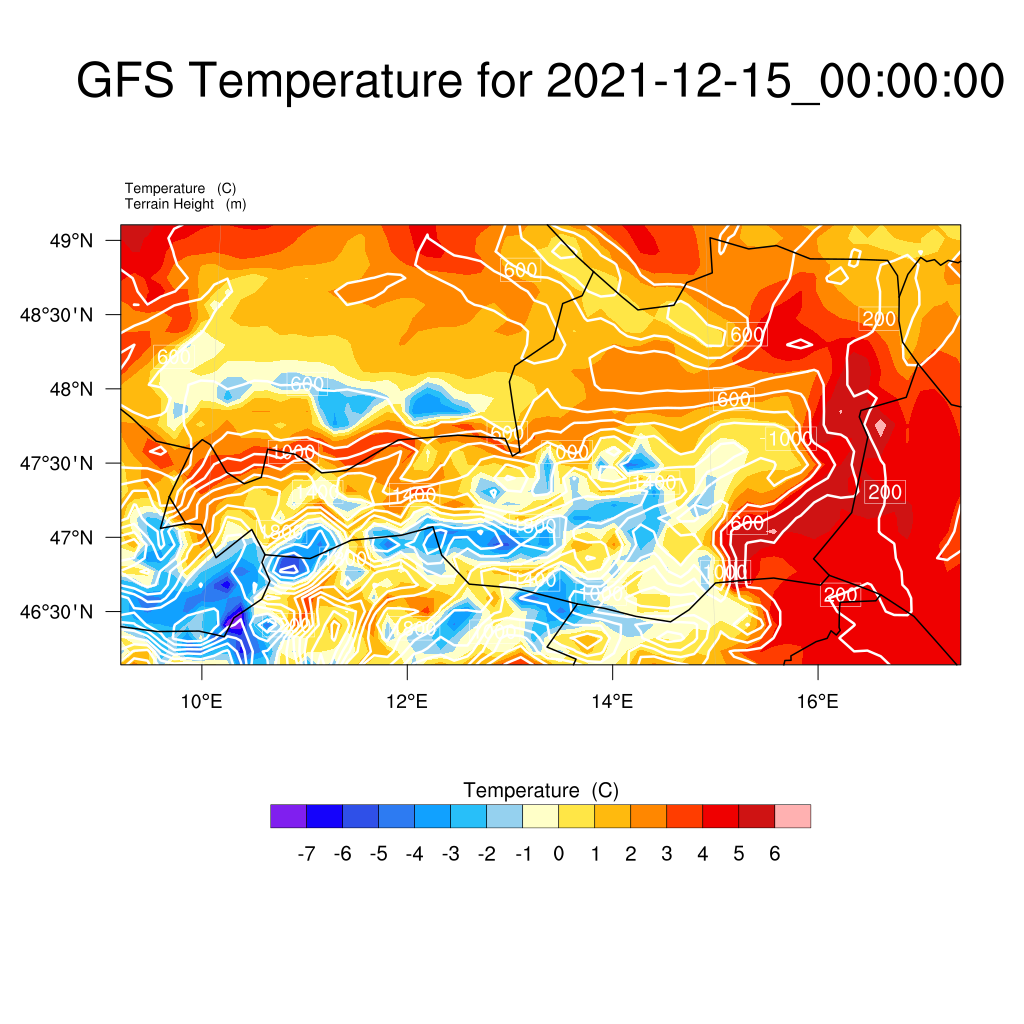 GFS Temperature for 2021-12-15_00:00:00
Temperature (C)
Terrain Height (m)
49°N
48°30'N
48°N
47°30'N
47°N
46°30'N
600
600
200
600
600
600
1000
1000
1400
200
600
1000
1400
200
10°E 12°E 14°E 16°E
Temperature (C)
-7 -6 -5 -4 -3 -2 -1 0 1 2 3 4 5 6